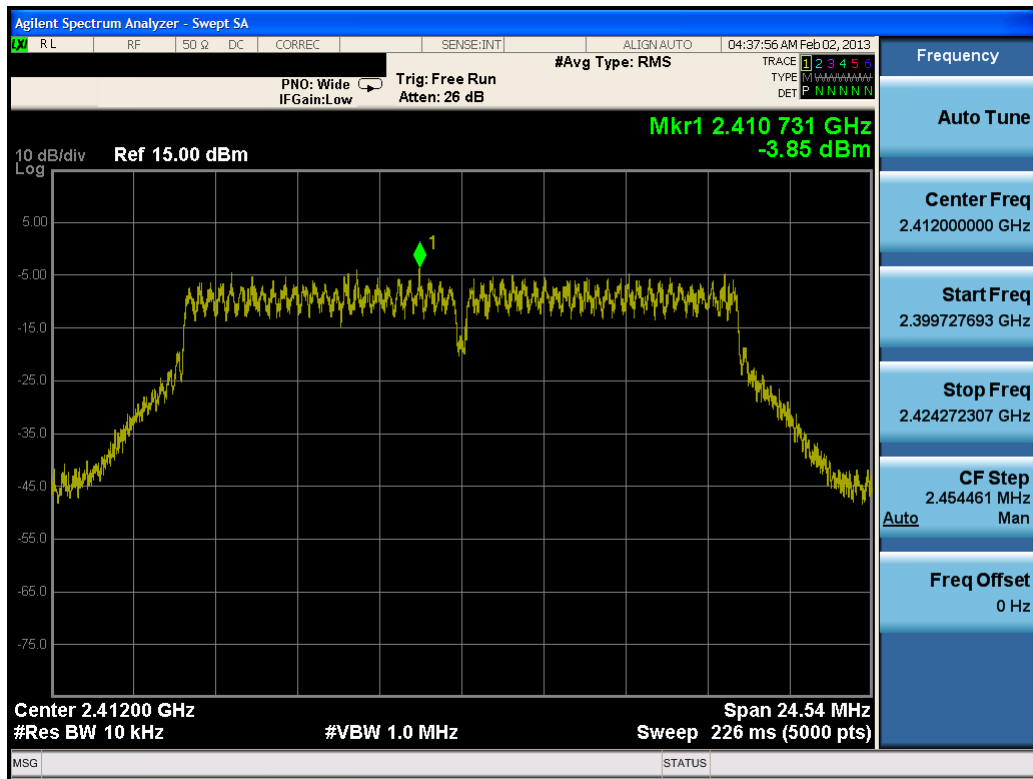 Agilent Spectrum Analyzer - Swept SA
LXI RL RF 50 Ω DC CORREC SENSE:INT ALIGN AUTO 04:37:56 AM Feb 02, 2013
Frequency
#Avg Type: RMS TRACE 1 2 3 4 5 6
PNO: Wide Trig: Free Run TYPE M WWWWW
IFGain:Low Atten: 26 dB DET P N N N N N
Auto Tune
Mkr1 2.410 731 GHz
10 dB/div Ref 15.00 dBm -3.85 dBm
Log
5.00
1
-5.00
-15.0
-25.0
-35.0
-45.0
-55.0
-65.0
-75.0
Center 2.41200 GHz Span 24.54 MHz
#Res BW 10 kHz #VBW 1.0 MHz Sweep 226 ms (5000 pts)
Center Freq
2.412000000 GHz
Start Freq
2.399727693 GHz
Stop Freq
2.424272307 GHz
CF Step
2.454461 MHz
Auto Man
Freq Offset
0 Hz
MSG STATUS